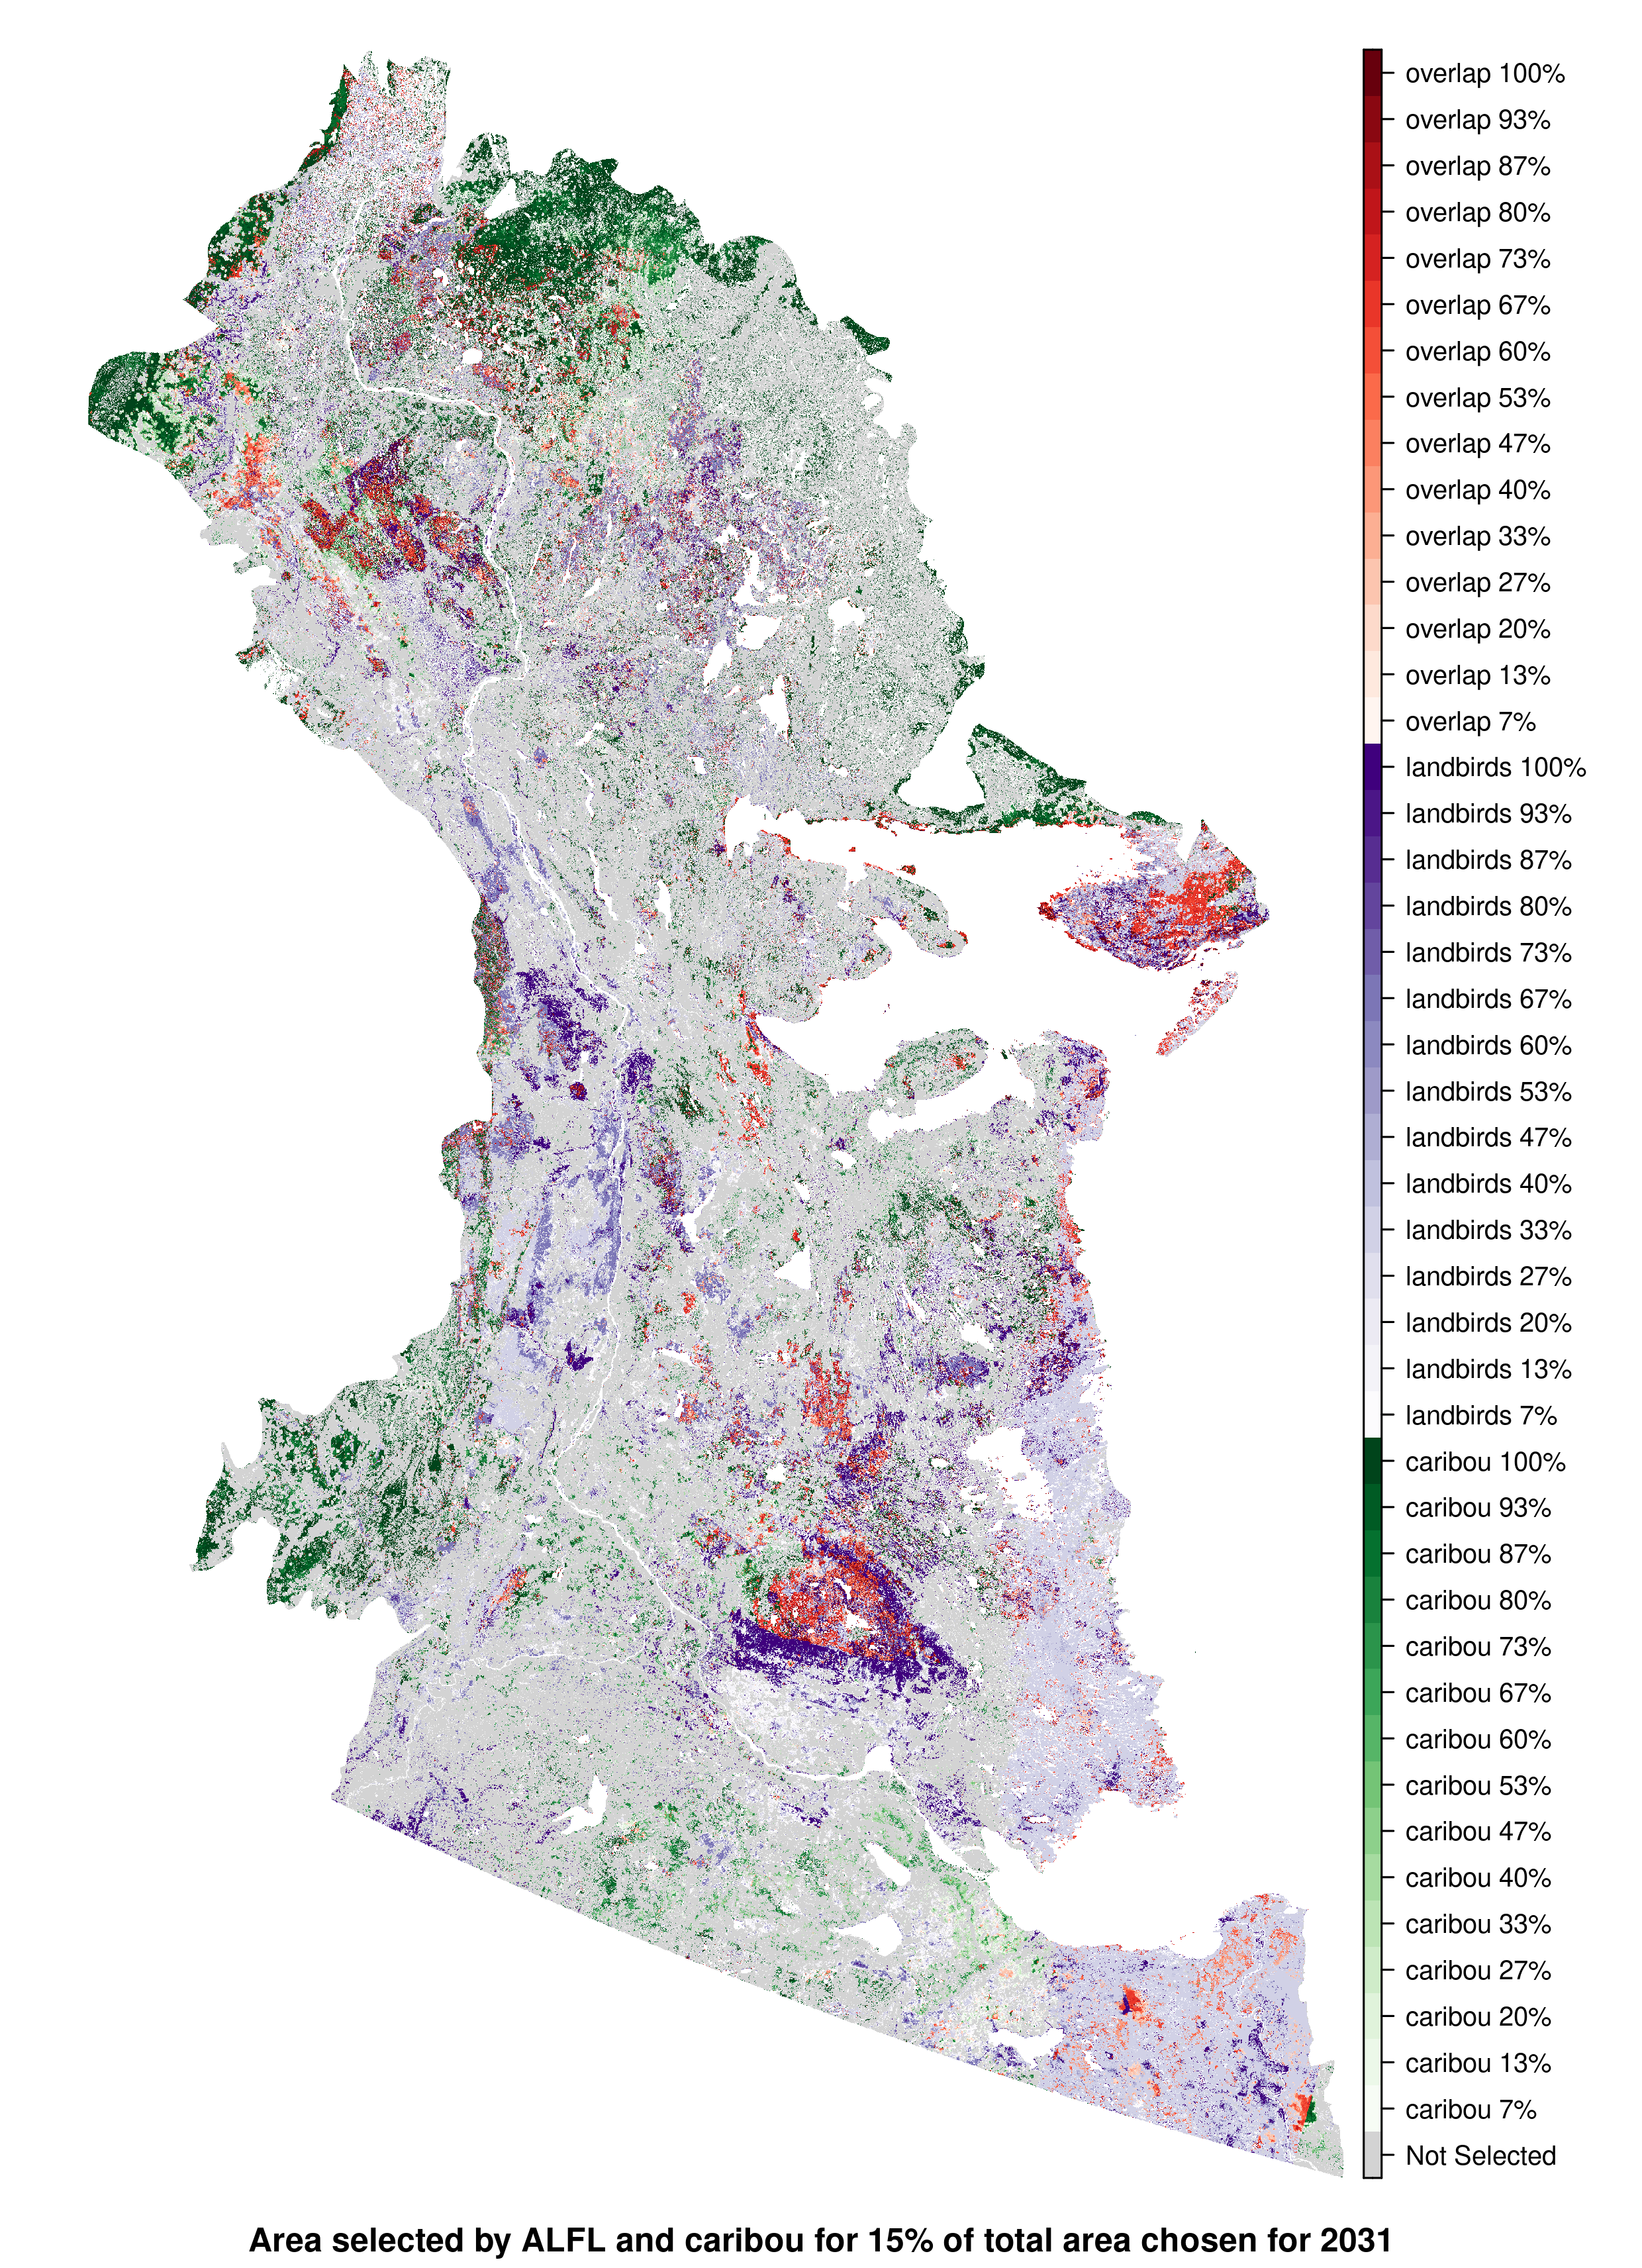 overlap 100%
overlap 93%
overlap 87%
overlap 80%
overlap 73%
overlap 67%
overlap 60%
overlap 53%
overlap 47%
overlap 40%
overlap 33%
overlap 27%
overlap 20%
overlap 13%
overlap 7%
landbirds 100%
landbirds 93%
landbirds 87%
landbirds 80%
landbirds 73%
landbirds 67%
landbirds 60%
landbirds 53%
landbirds 47%
landbirds 40%
landbirds 33%
landbirds 27%
landbirds 20%
landbirds 13%
landbirds 7%
caribou 100%
caribou 93%
caribou 87%
caribou 80%
caribou 73%
caribou 67%
caribou 60%
caribou 53%
caribou 47%
caribou 40%
caribou 33%
caribou 27%
caribou 20%
caribou 13%
caribou 7%
Not Selected
Area selected by ALFL and caribou for 15% of total area chosen for 2031